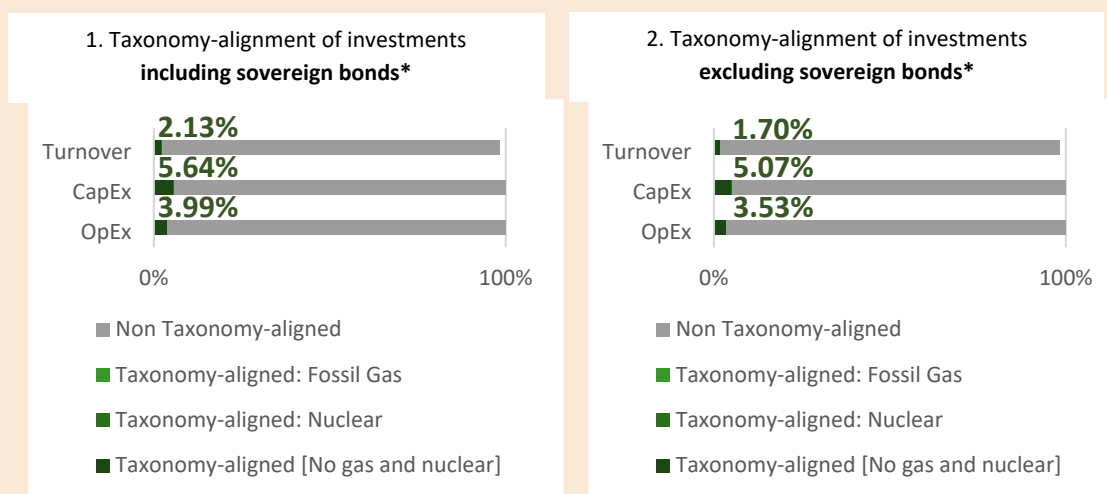 1. Taxonomy-alignment of investments
including sovereign bonds*
2.13%
Turnover
5.64%
CapEx
3.99%
OpEx
0%
100%
Non Taxonomy-aligned
Taxonomy-aligned: Fossil Gas
Taxonomy-aligned: Nuclear
Taxonomy-aligned [No gas and nuclear]
2. Taxonomy-alignment of investments
excluding sovereign bonds*
1.70%
Turnover
5.07%
CapEx
3.53%
OpEx
0%
100%
Non Taxonomy-aligned
Taxonomy-aligned: Fossil Gas
Taxonomy-aligned: Nuclear
Taxonomy-aligned [No gas and nuclear]